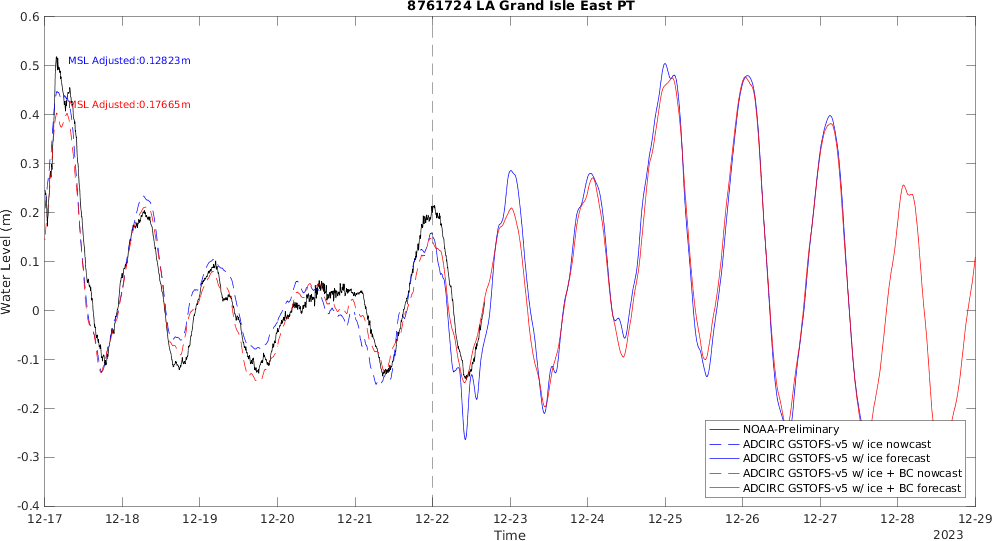 8761724 LA Grand Isle East PT
0.6
0.5
0.4
0.3
0.2
0.1
0
-0.1
-0.2
-0.3
-0.4
Water Level (m)
MSL Adjusted:0.12823m
MSL Adjusted:0.17665m
NOAA-Preliminary
ADCIRC GSTOFS-v5 w/ ice nowcast
ADCIRC GSTOFS-v5 w/ ice forecast
ADCIRC GSTOFS-v5 w/ ice + BC nowcast
ADCIRC GSTOFS-v5 w/ ice + BC forecast
12-17 12-18 12-19 12-20 12-21 12-22 12-23 12-24 12-25 12-26 12-27 12-28 12-29
Time
2023